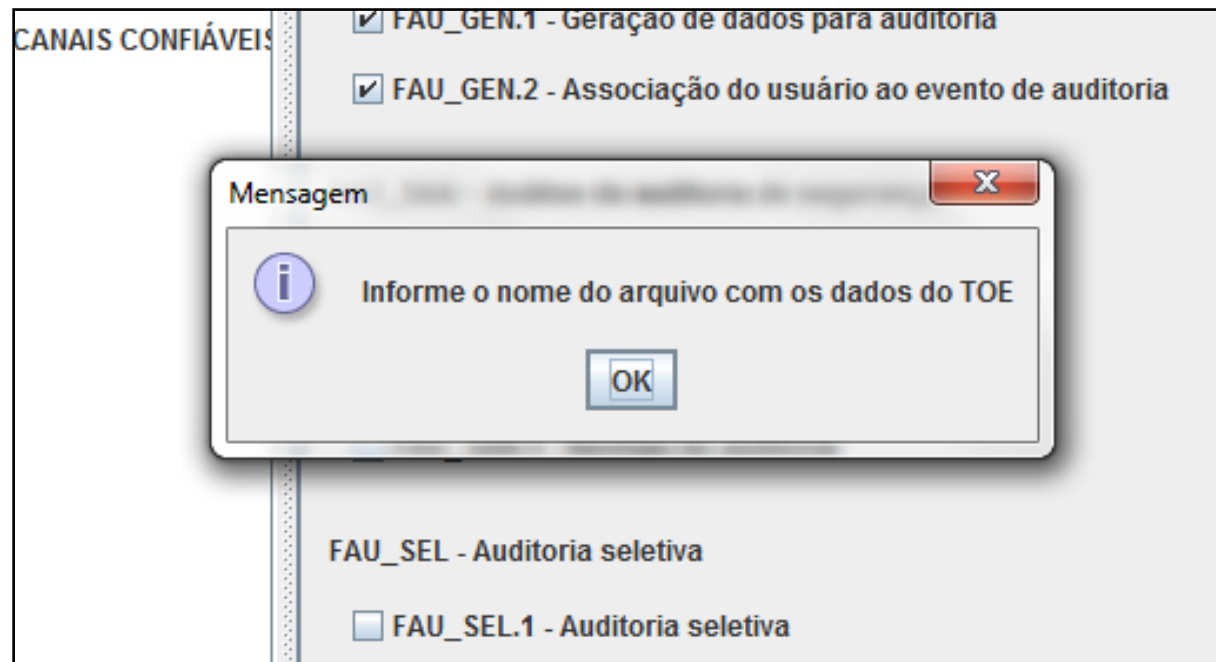 CANAIS CONFIÁVEIS
FAU_GEN.1 - Geração de dados para auditoria
FAU_GEN.2 - Associação do usuário ao evento de auditoria
Mensagem
Informe o nome do arquivo com os dados do TOE
OK
FAU_SEL - Auditoria seletiva
FAU_SEL.1 - Auditoria seletiva